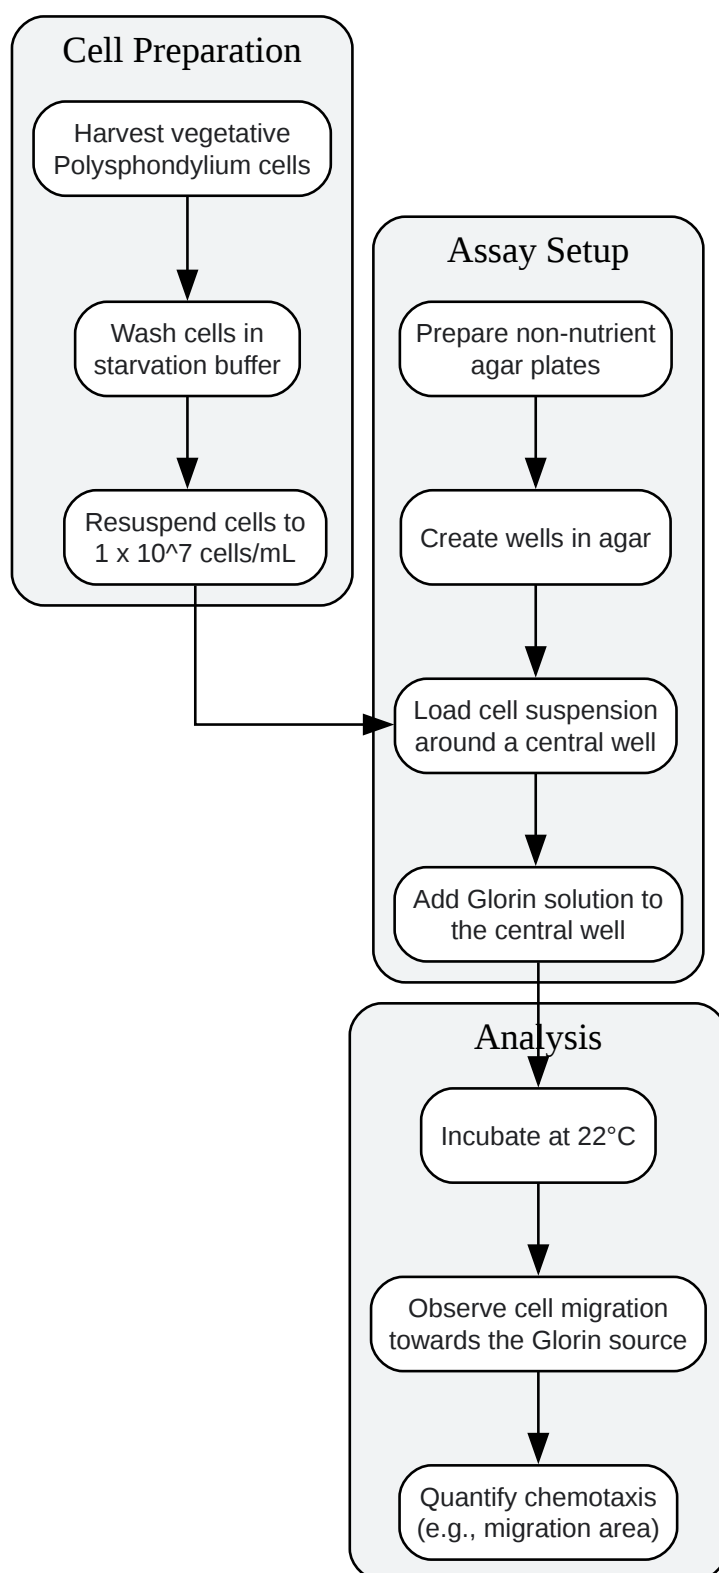 Cell Preparation
Harvest vegetative
Polysphondylium cells
Wash cells in
starvation buffer
Resuspend cells to
1 x 10^7 cells/mL
Assay Setup
Prepare non-nutrient
agar plates
Create wells in agar
Load cell suspension
around a central well
Add Glorin solution to
the central well
Analysis
Incubate at 22°C
Observe cell migration
towards the Glorin source
Quantify chemotaxis
(e.g., migration area)